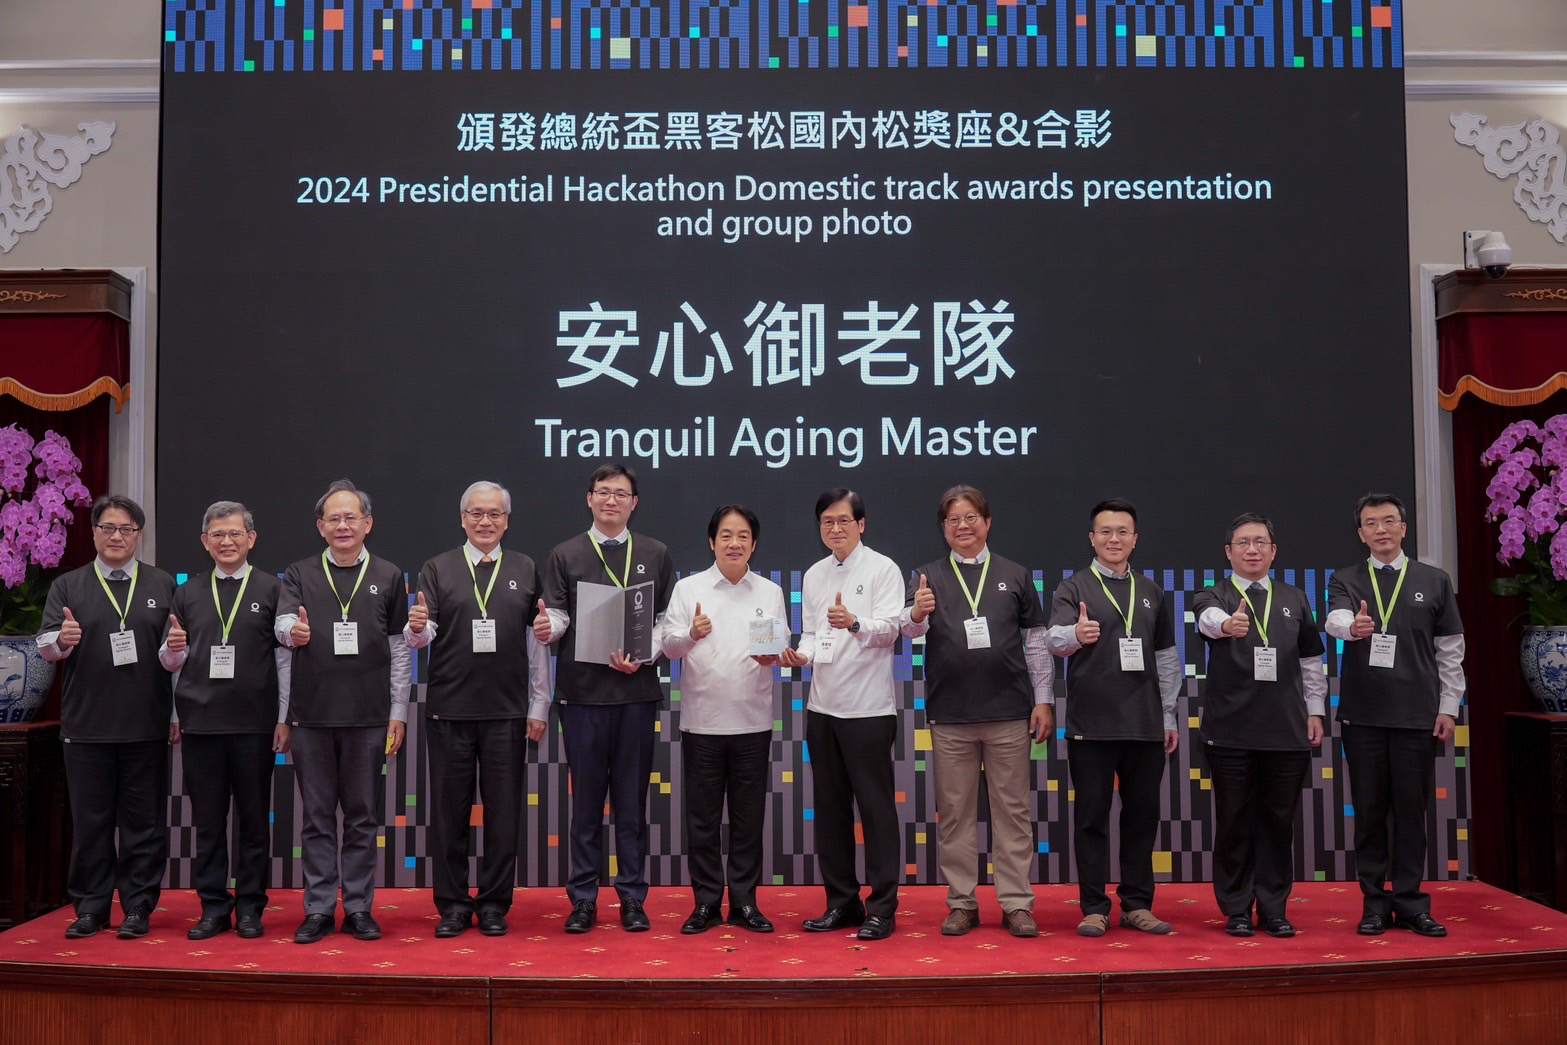 頒發總統盃黑客松國內松獎座&合影
2024 Presidential Hackathon Domestic track awards presentation
and group photo
安心御老隊
Tranquil Aging Master